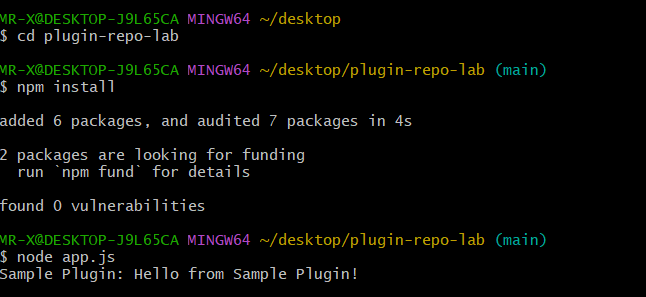 MR-X@DESKTOP-J9L65CA MINGW64 ~/desktop
$ cd plugin-repo-lab
MR-X@DESKTOP-J9L65CA MINGW64 ~/desktop/plugin-repo-lab (main)
$ npm install
added 6 packages, and audited 7 packages in 4s
2 packages are looking for funding
  run `npm fund` for details
found 0 vulnerabilities
MR-X@DESKTOP-J9L65CA MINGW64 ~/desktop/plugin-repo-lab (main)
$ node app.js
Sample Plugin: Hello from Sample Plugin!